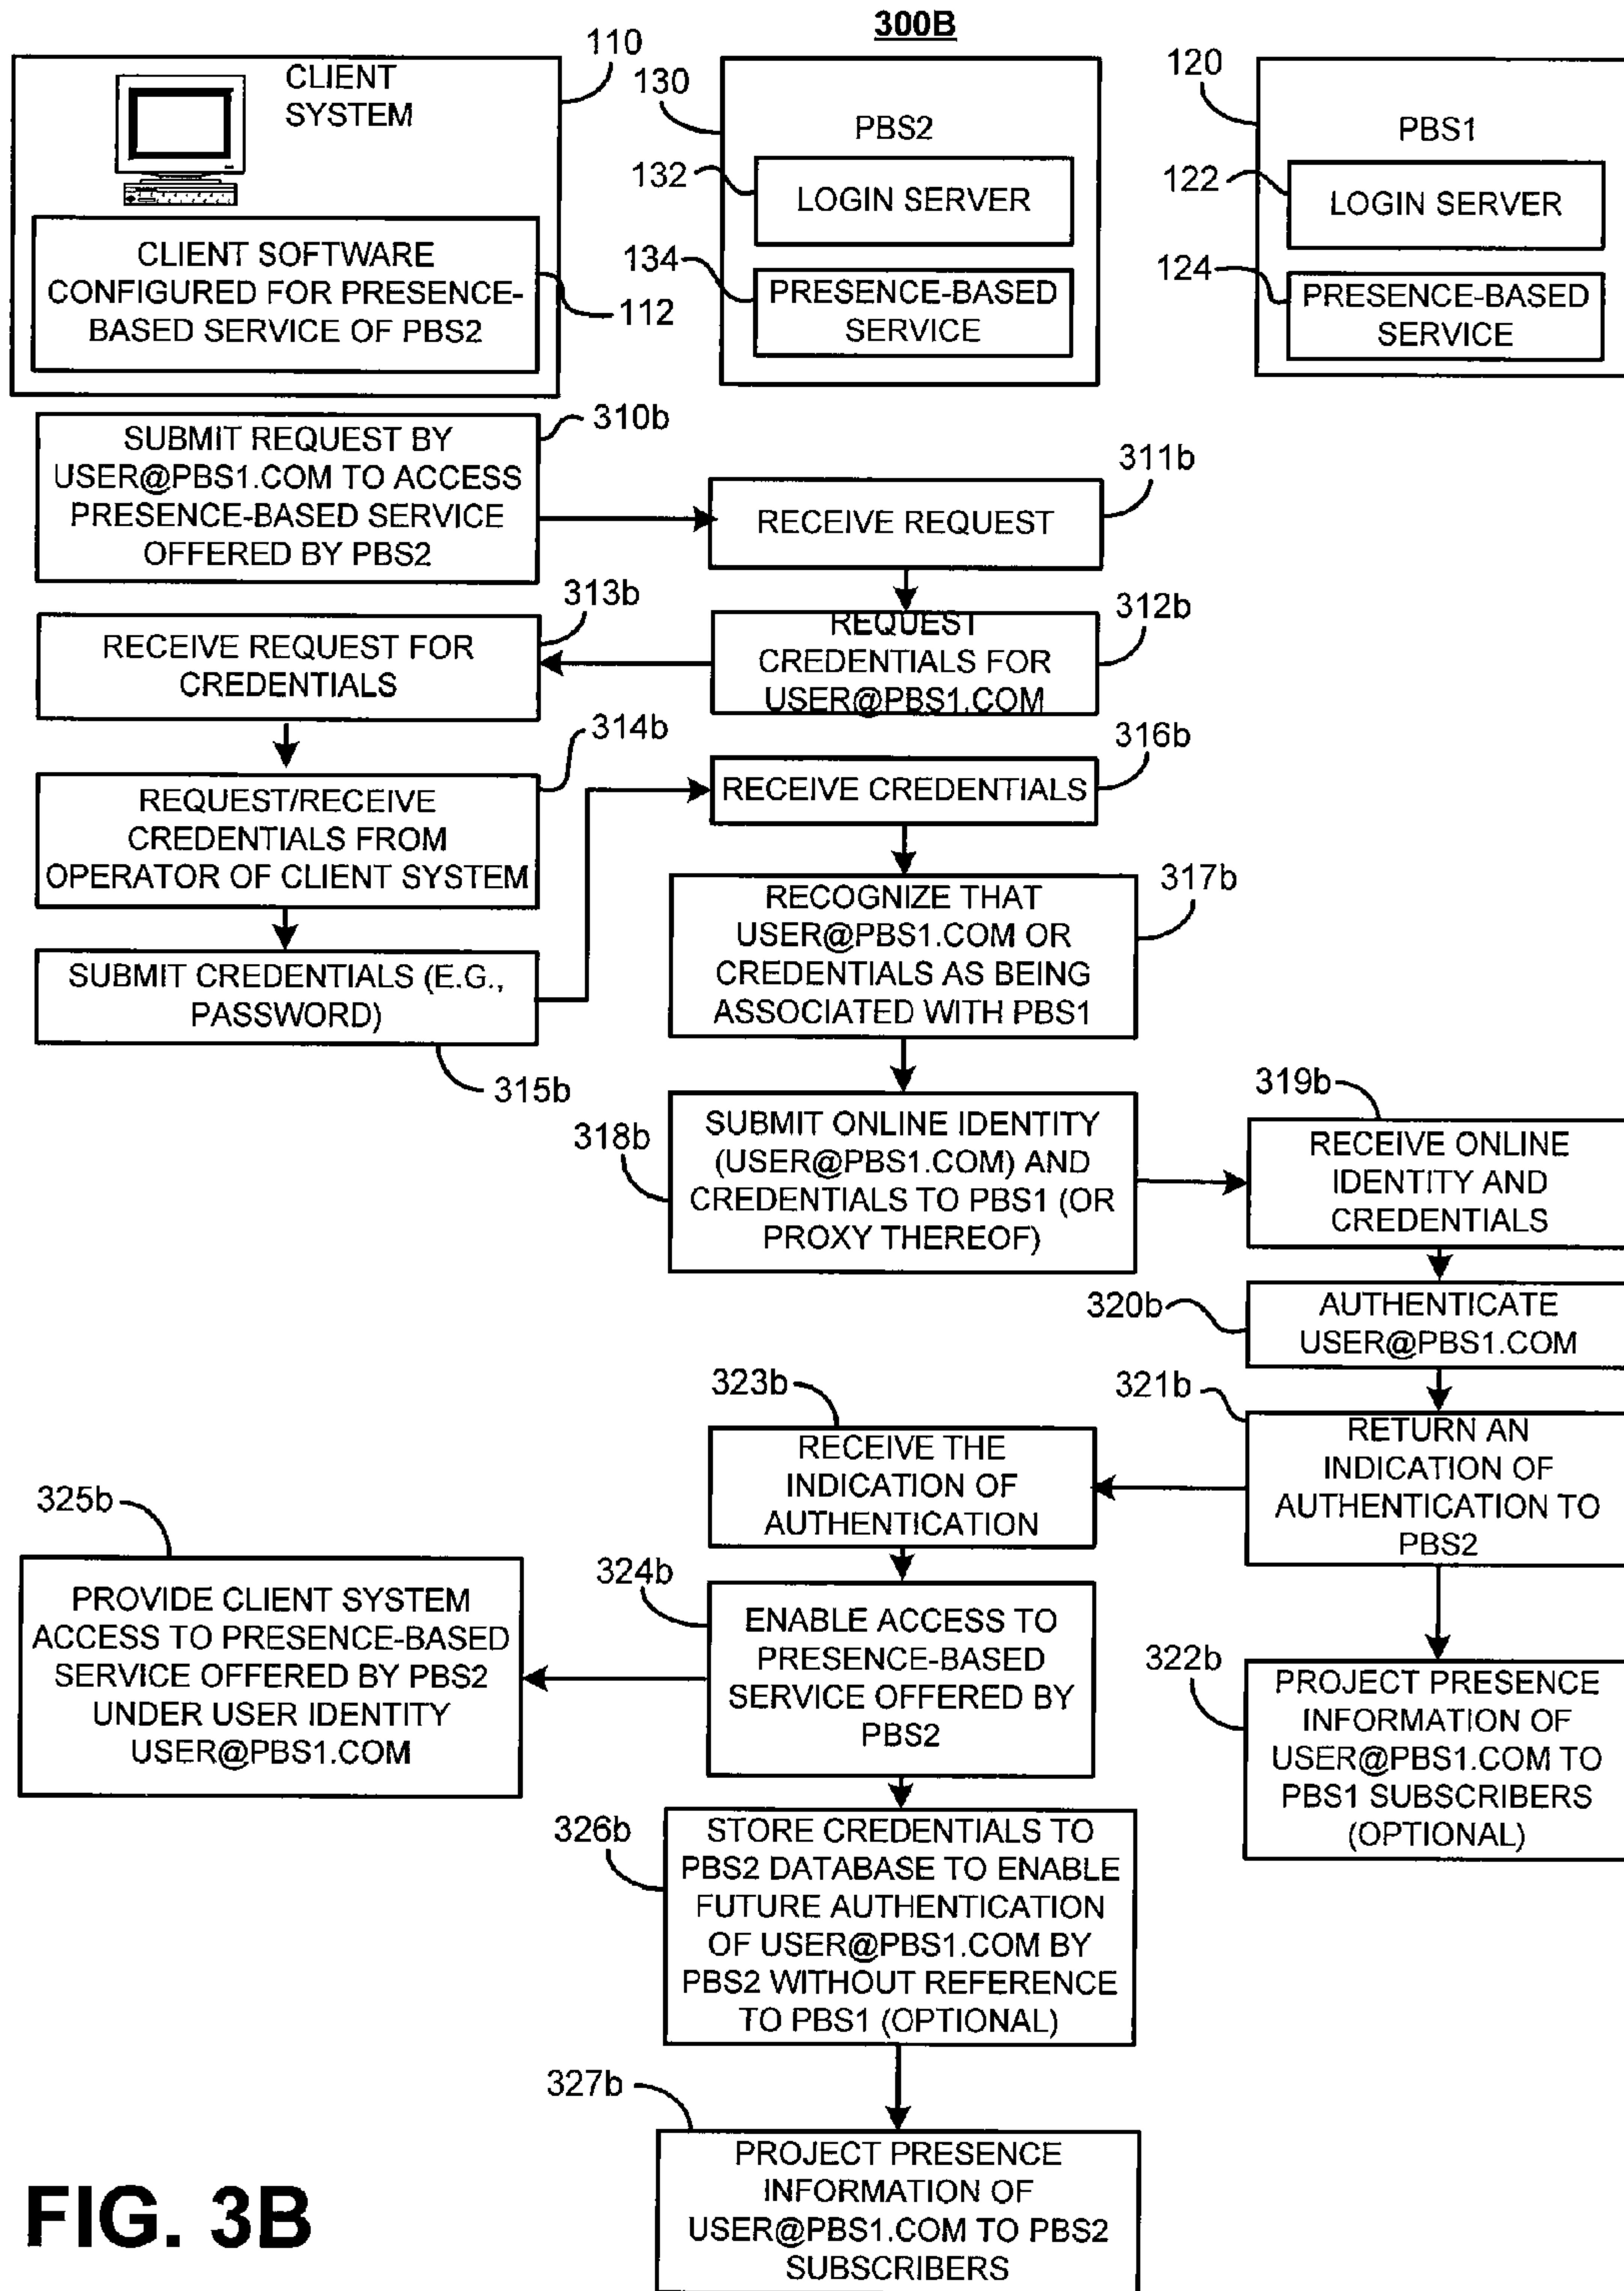 300B
110
CLIENT
SYSTEM
CLIENT SOFTWARE
CONFIGURED FOR PRESENCE-
BASED SERVICE OF PBS2
112
130
PBS2
132
LOGIN SERVER
134
PRESENCE-BASED
SERVICE
120
PBS1
122
LOGIN SERVER
124
PRESENCE-BASED
SERVICE
310b
SUBMIT REQUEST BY
USER@PBS1.COM TO ACCESS
PRESENCE-BASED SERVICE
OFFERED BY PBS2
311b
RECEIVE REQUEST
312b
REQUEST
CREDENTIALS FOR
USER@PBS1.COM
313b
RECEIVE REQUEST FOR
CREDENTIALS
314b
REQUEST/RECEIVE
CREDENTIALS FROM
OPERATOR OF CLIENT SYSTEM
SUBMIT CREDENTIALS (E.G.,
PASSWORD)
315b
316b
RECEIVE CREDENTIALS
317b
RECOGNIZE THAT
USER@PBS1.COM OR
CREDENTIALS AS BEING
ASSOCIATED WITH PBS1
318b
SUBMIT ONLINE IDENTITY
(USER@PBS1.COM) AND
CREDENTIALS TO PBS1 (OR
PROXY THEREOF)
319b
RECEIVE ONLINE
IDENTITY AND
CREDENTIALS
320b
AUTHENTICATE
USER@PBS1.COM
321b
RETURN AN
INDICATION OF
AUTHENTICATION TO
PBS2
322b
PROJECT PRESENCE
INFORMATION OF
USER@PBS1.COM TO
PBS1 SUBSCRIBERS
(OPTIONAL)
323b
RECEIVE THE
INDICATION OF
AUTHENTICATION
324b
ENABLE ACCESS TO
PRESENCE-BASED
SERVICE OFFERED BY
PBS2
325b
PROVIDE CLIENT SYSTEM
ACCESS TO PRESENCE-BASED
SERVICE OFFERED BY PBS2
UNDER USER IDENTITY
USER@PBS1.COM
326b
STORE CREDENTIALS TO
PBS2 DATABASE TO ENABLE
FUTURE AUTHENTICATION
OF USER@PBS1.COM BY
PBS2 WITHOUT REFERENCE
TO PBS1 (OPTIONAL)
327b
PROJECT PRESENCE
INFORMATION OF
USER@PBS1.COM TO PBS2
SUBSCRIBERS
FIG. 3B